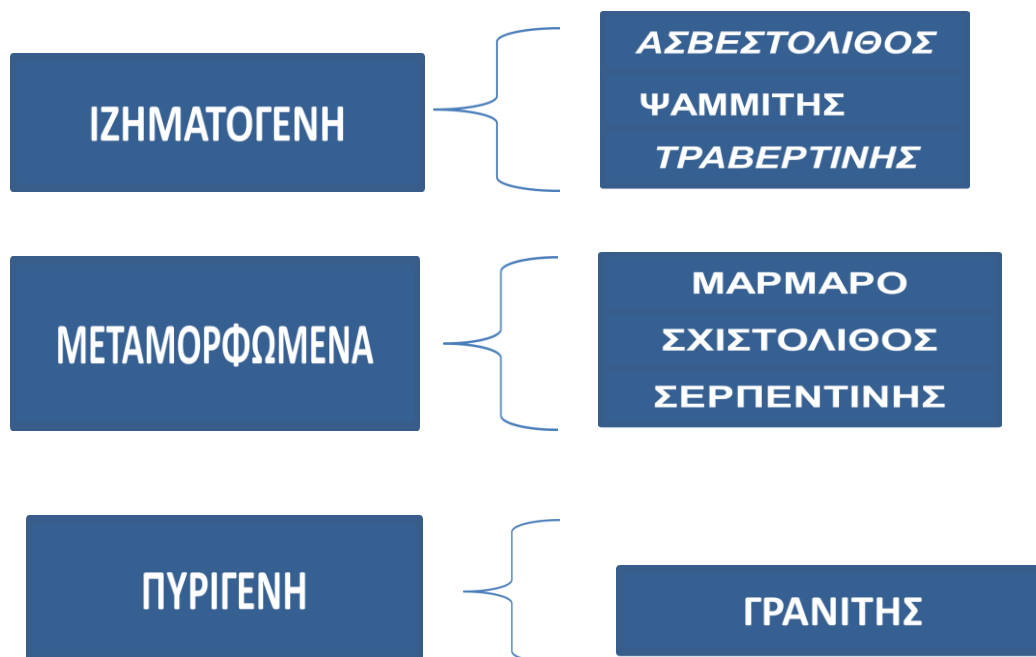 ΙΖΗΜΑΤΟΓΕΝΗ
ΑΣΒΕΣΤΟΛΙΘΟΣ
ΨΑΜΜΙΤΗΣ
ΤΡΑΒΕΡΤΙΝΗΣ
ΜΕΤΑΜΟΡΦΩΜΕΝΑ
ΜΑΡΜΑΡΟ
ΣΧΙΣΤΟΛΙΘΟΣ
ΣΕΡΠΕΝΤΙΝΗΣ
ΠΥΡΙΓΕΝΗ
ΓΡΑΝΙΤΗΣ